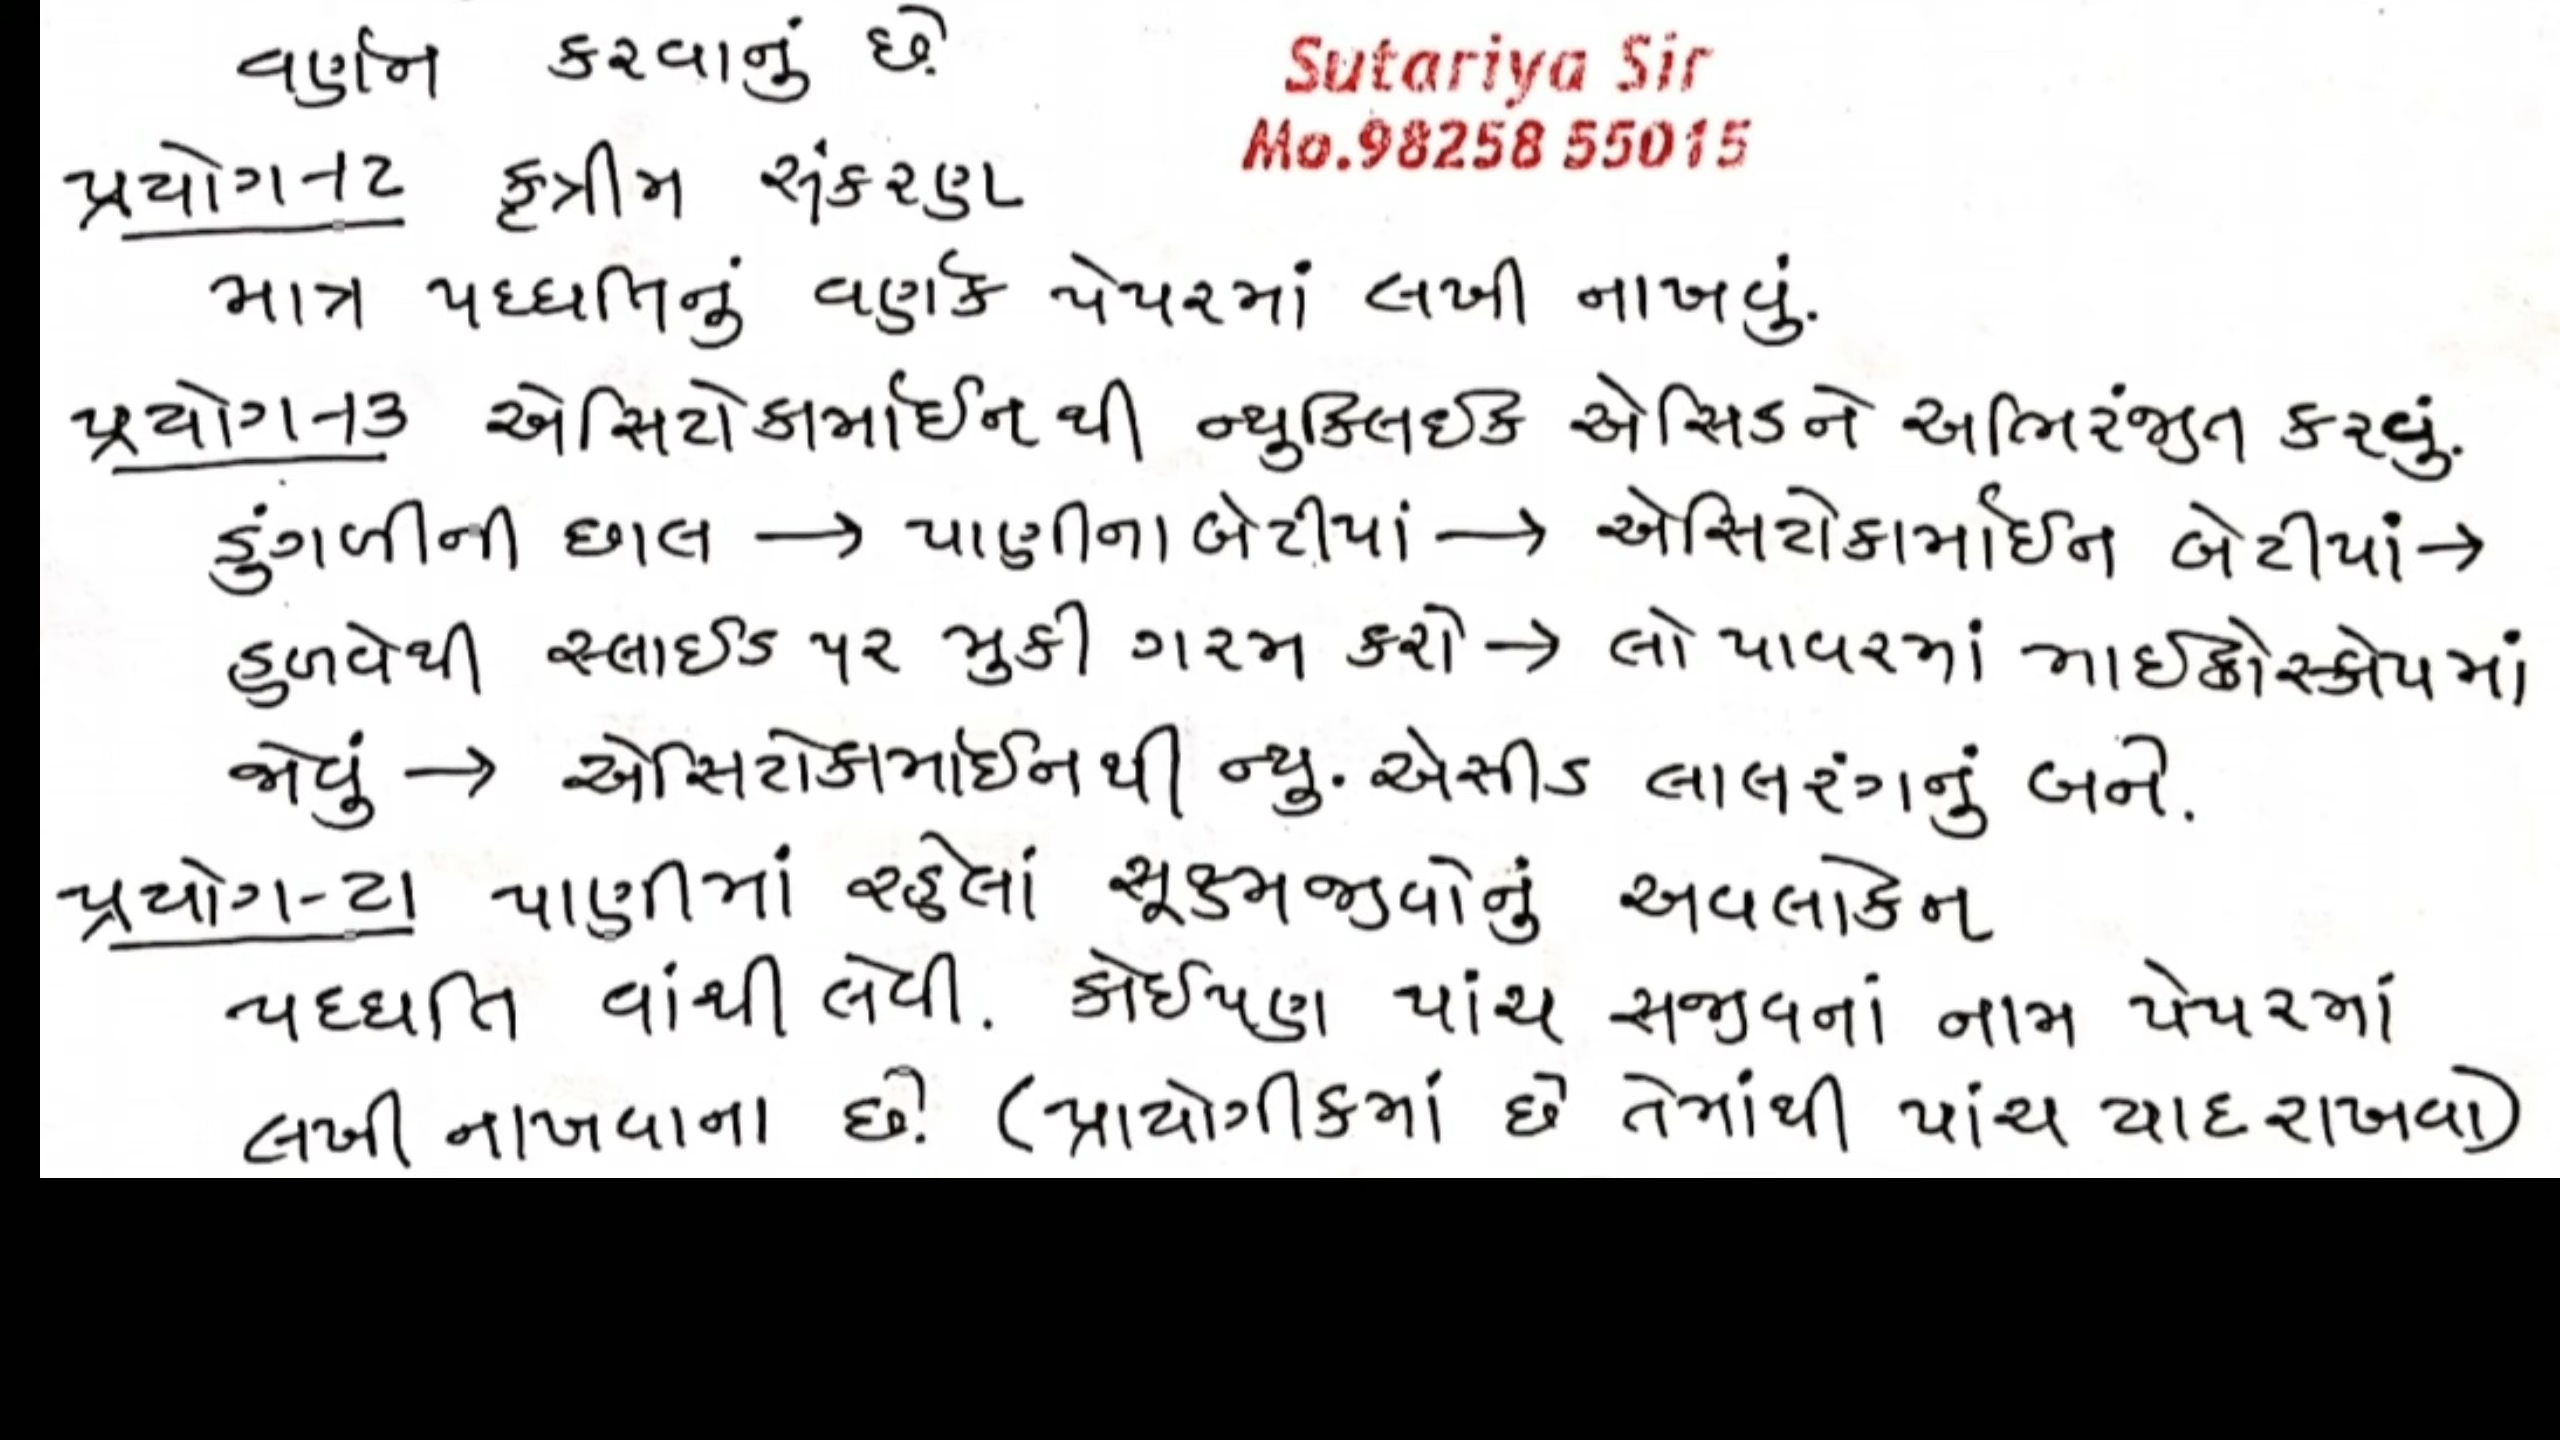 વર્ણન કરવાનું છે.
Sutariya Sir
Mo.98258 55015
પ્રયોગ-૧૨ કૃત્રીમ સંકરણ
માત્ર પધ્ધતિનું વર્ણક પેપરમાં લખી નાખવું.
પ્રયોગ-૧૩ એસિટોકાર્માઈન થી ન્યુક્લિઈક એસિડને અભિરંજીત કરવું.
ડુંગળીની છાલ → પાણીના બે ટીપાં → એસિટોકાર્માઈન બે ટીપાં →
હળવેથી સ્લાઈડ પર મુકી ગરમ કરો → લો પાવરમાં માઈક્રોસ્કોપમાં
જોવું → એસિટોકાર્માઈનથી ન્યુ. એસીડ લાલરંગનું બને.
પ્રયોગ-૨૧ પાણીમાં રહેલાં સૂક્ષ્મજીવોનું અવલોકન
પધ્ધતિ વાંચી લેવી. કોઈપણ પાંચ સજીવનાં નામ પેપરમાં
લખી નાખવાના છે. (પ્રાયોગીકમાં છે તેમાંથી પાંચ યાદ રાખવા)